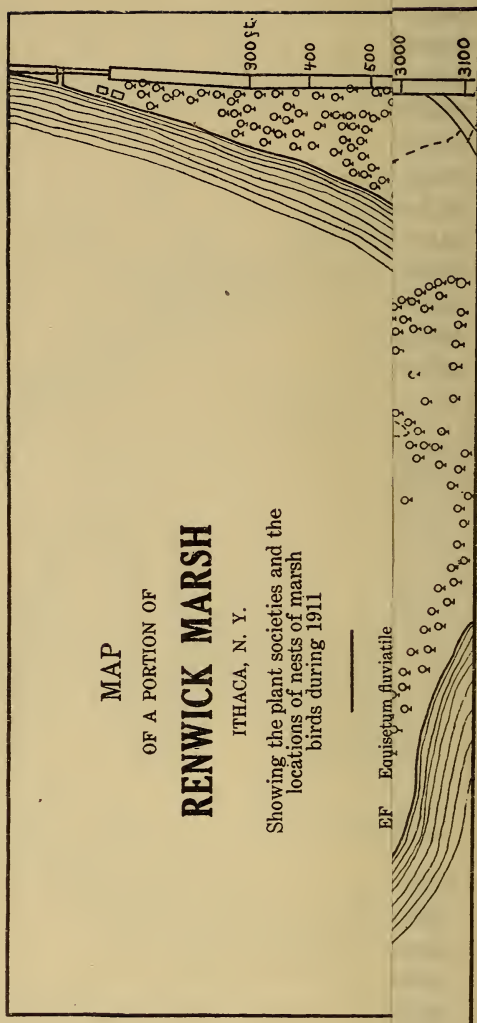 MAP
OF A PORTION OF
RENWICK MARSH
ITHACA, N. Y.
Showing the plant societies and the
locations of nests of marsh
birds during 1911
EF Equisetum fluviatile
300 ft.
400
500
3000
3100